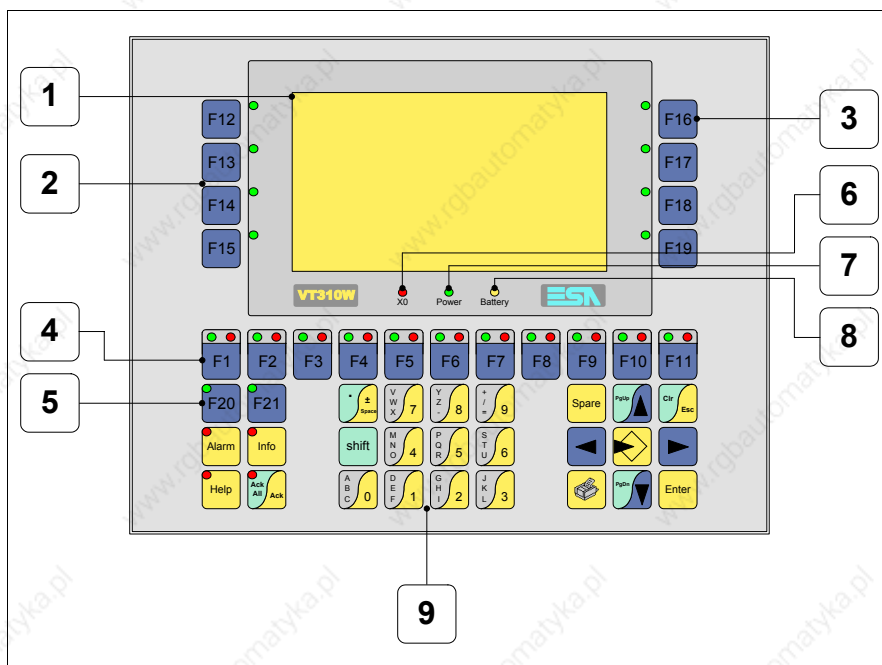 1
F12
F16
3
F13
F17
2
F14
F18
6
F15
F19
7
VT310W
X0
Power
Battery
ESA
8
4
F1
F2
F3
F4
F5
F6
F7
F8
F9
F10
F11
5
F20
F21
. ± Space
V W X 7
Y Z - 8
+ / = 9
Spare
PgUp
Clr Esc
Alarm
Info
shift
M N O 4
P Q R 5
S T U 6
Help
Ack All Ack
A B C 0
D E F 1
G H I 2
J K L 3
PgDn
Enter
9
www.rgbautomatyka.pl